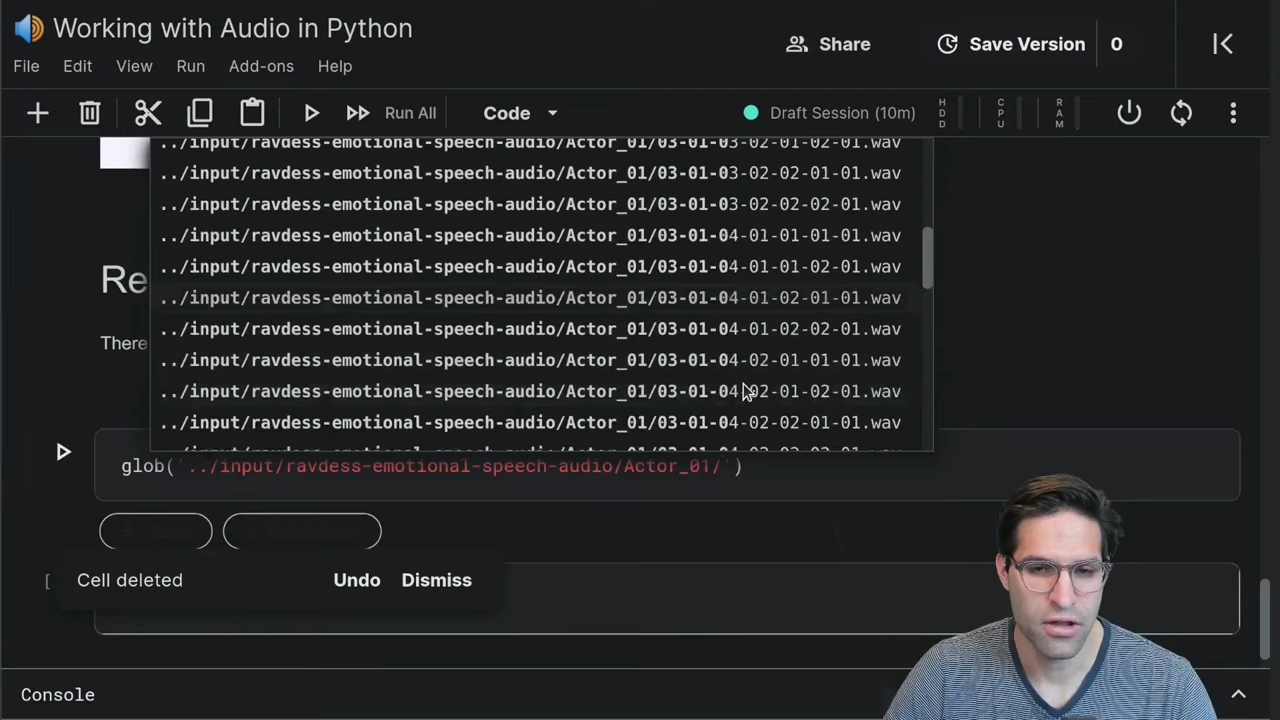 Working with Audio in Python
Share
Save Version
0
File Edit View Run Add-ons Help
Run All
Code
Draft Session (10m)
HDD
CPU
RAM
../input/ravdess-emotional-speech-audio/Actor_01/03-01-03-02-01-02-01.wav
../input/ravdess-emotional-speech-audio/Actor_01/03-01-03-02-02-01-01.wav
../input/ravdess-emotional-speech-audio/Actor_01/03-01-03-02-02-02-01.wav
../input/ravdess-emotional-speech-audio/Actor_01/03-01-04-01-01-01-01.wav
../input/ravdess-emotional-speech-audio/Actor_01/03-01-04-01-01-02-01.wav
../input/ravdess-emotional-speech-audio/Actor_01/03-01-04-01-02-01-01.wav
../input/ravdess-emotional-speech-audio/Actor_01/03-01-04-01-02-02-01.wav
../input/ravdess-emotional-speech-audio/Actor_01/03-01-04-02-01-01-01.wav
../input/ravdess-emotional-speech-audio/Actor_01/03-01-04-02-01-02-01.wav
../input/ravdess-emotional-speech-audio/Actor_01/03-01-04-02-02-01-01.wav
Re
There
glob('../input/ravdess-emotional-speech-audio/Actor_01/')
Cell deleted
Undo
Dismiss
[
Console